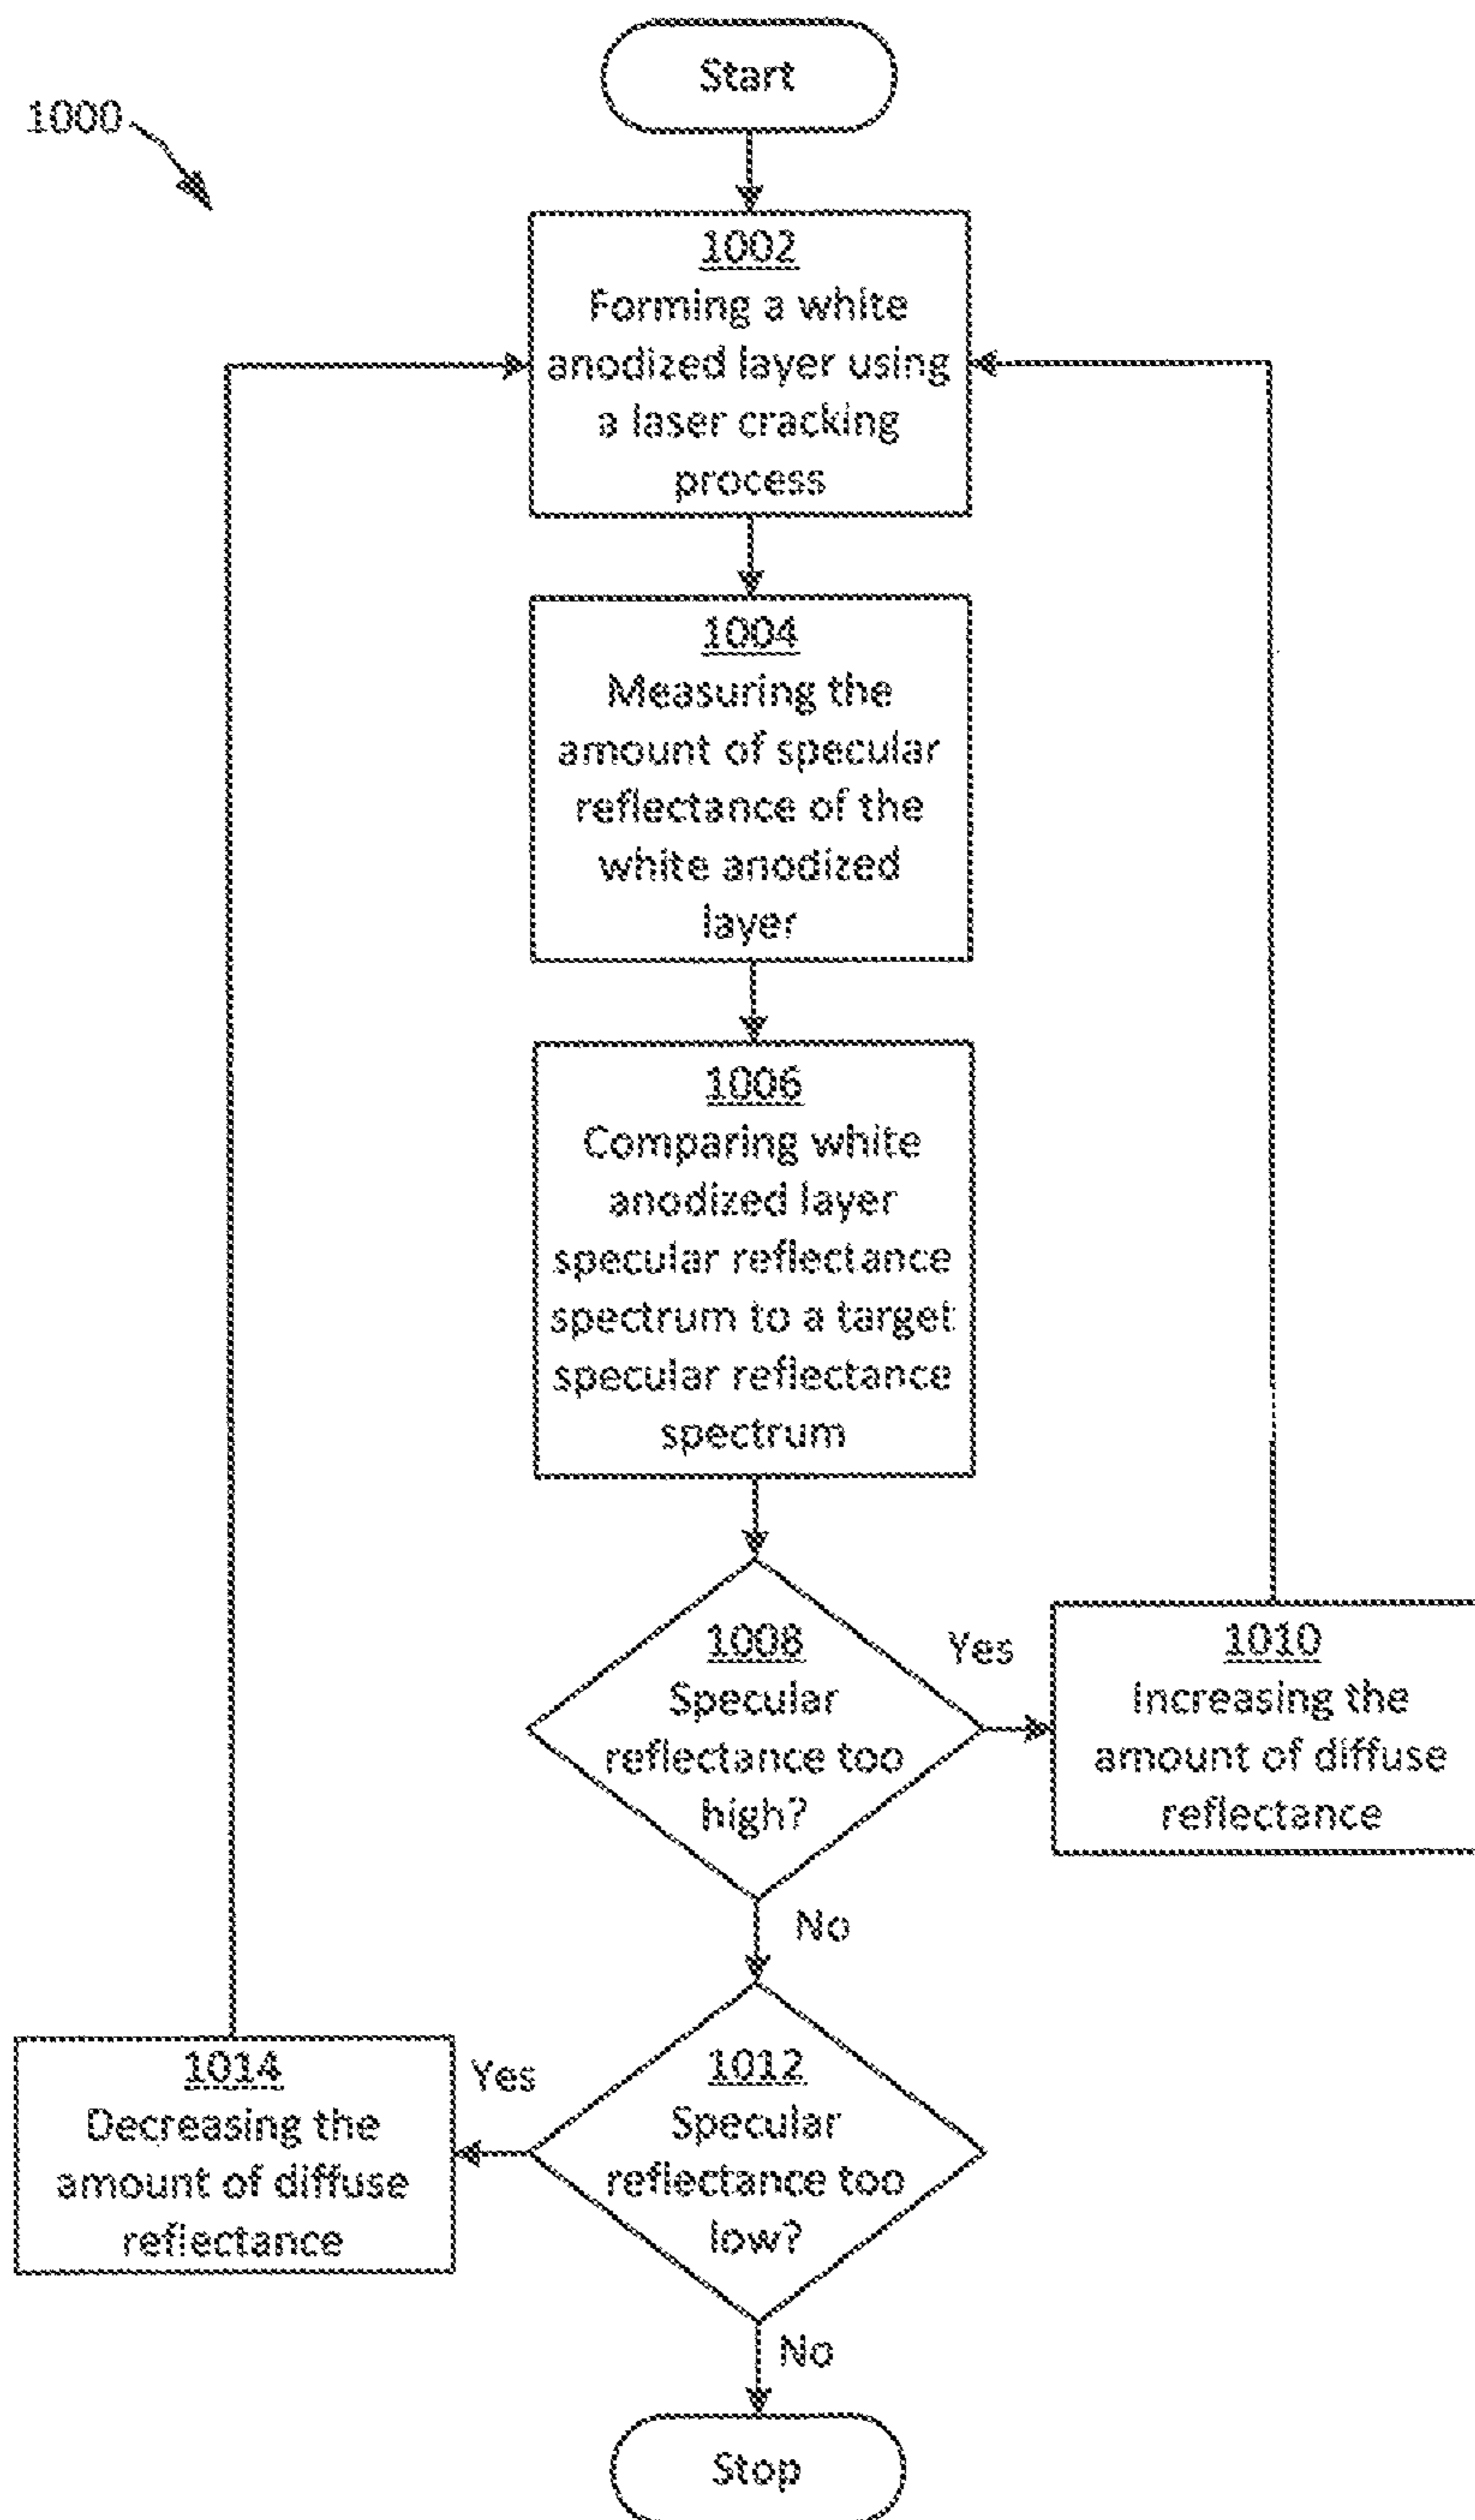 Start
1000
1002
Forming a white
anodized layer using
a laser cracking
process
1004
Measuring the
amount of specular
reflectance of the
white anodized
layer
1006
Comparing white
anodized layer
specular reflectance
spectrum to a target
specular reflectance
spectrum
1008
Specular
reflectance too
high?
Yes
1010
Increasing the
amount of diffuse
reflectance
No
1012
Specular
reflectance too
low?
Yes
1014
Decreasing the
amount of diffuse
reflectance
No
Stop